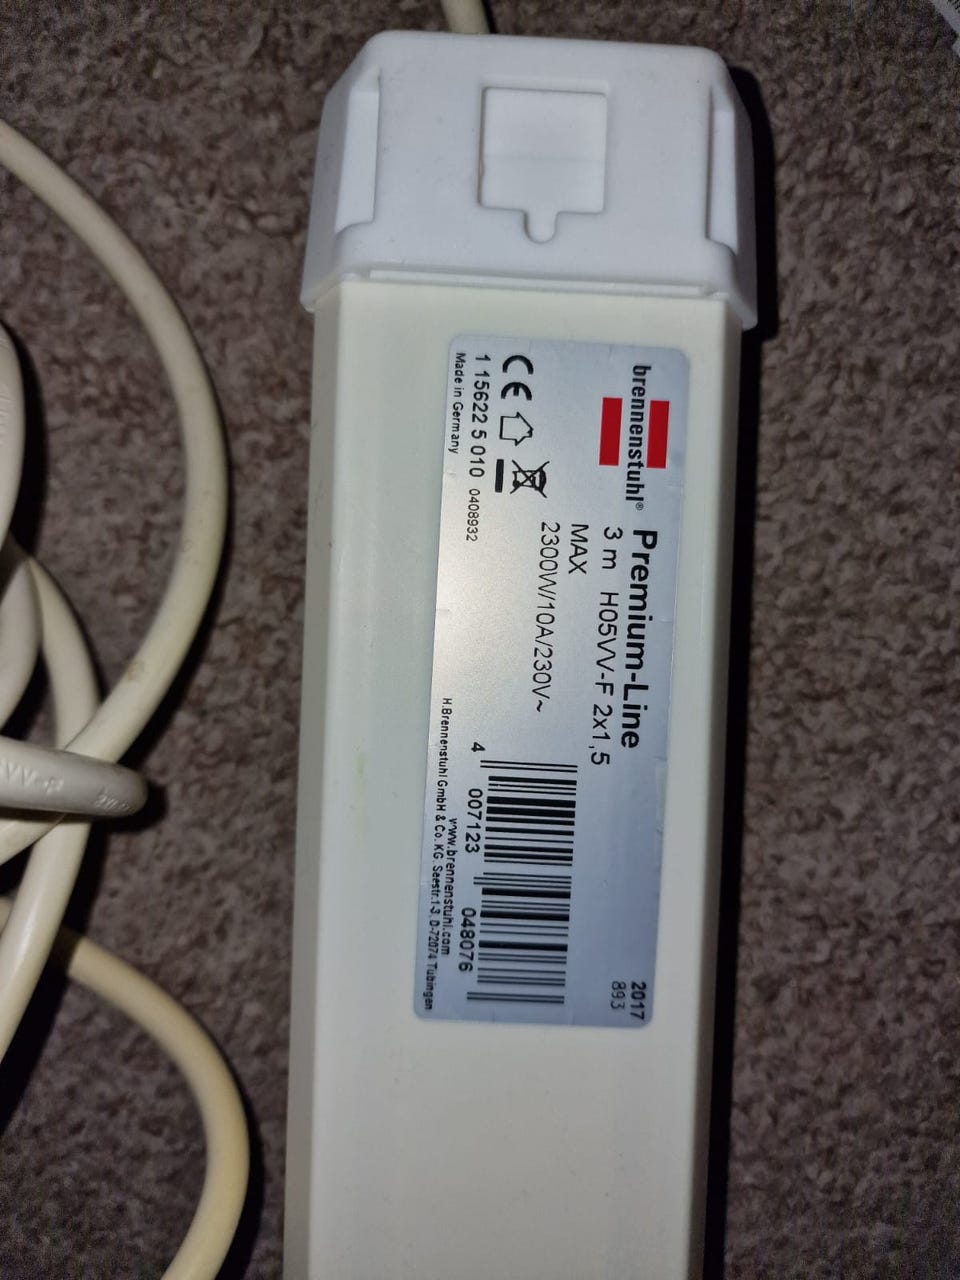 brennenstuhl®
Premium-Line
3 m H05VV-F 2x1,5
MAX
2300W/10A/230V~
CE
1 15622 5 010 0408932
Made in Germany
2017
893
4 007123 048076
www.brennenstuhl.com
H.Brennenstuhl GmbH & Co. KG. Seestr.1-3. D-72074 Tübingen